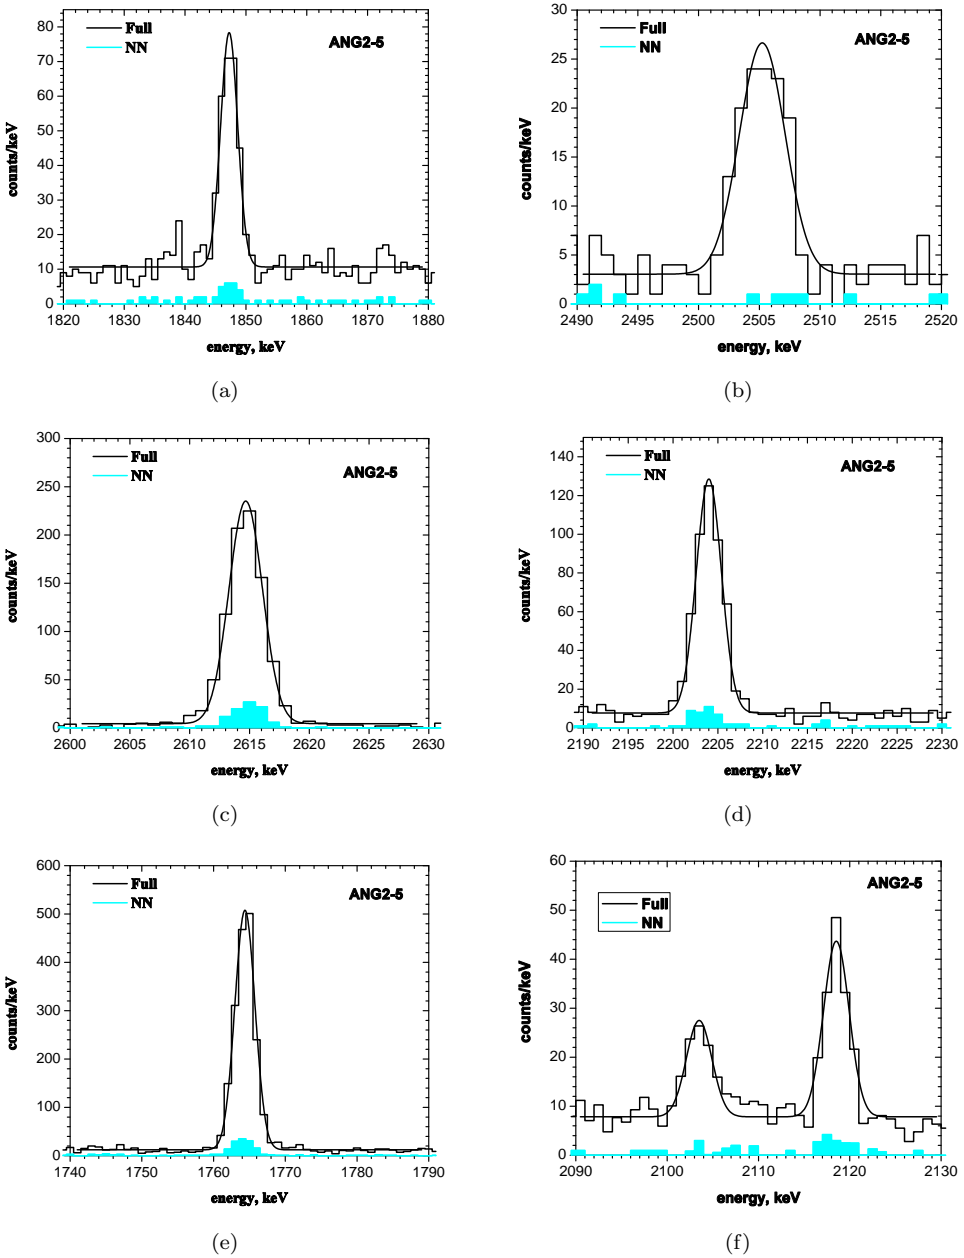 Full
NN
ANG2-5
counts/keV
80
70
60
50
40
30
20
10
0
1820 1830 1840 1850 1860 1870 1880
energy, keV
(a)
Full
NN
ANG2-5
counts/keV
30
25
20
15
10
5
0
2490 2495 2500 2505 2510 2515 2520
energy, keV
(b)
Full
NN
ANG2-5
counts/keV
300
250
200
150
100
50
0
2600 2605 2610 2615 2620 2625 2630
energy, keV
(c)
Full
NN
ANG2-5
counts/keV
140
120
100
80
60
40
20
0
2190 2195 2200 2205 2210 2215 2220 2225 2230
energy, keV
(d)
Full
NN
ANG2-5
counts/keV
600
500
400
300
200
100
0
1740 1750 1760 1770 1780 1790
energy, keV
(e)
Full
NN
ANG2-5
counts/keV
60
50
40
30
20
10
0
2090 2100 2110 2120 2130
energy, keV
(f)